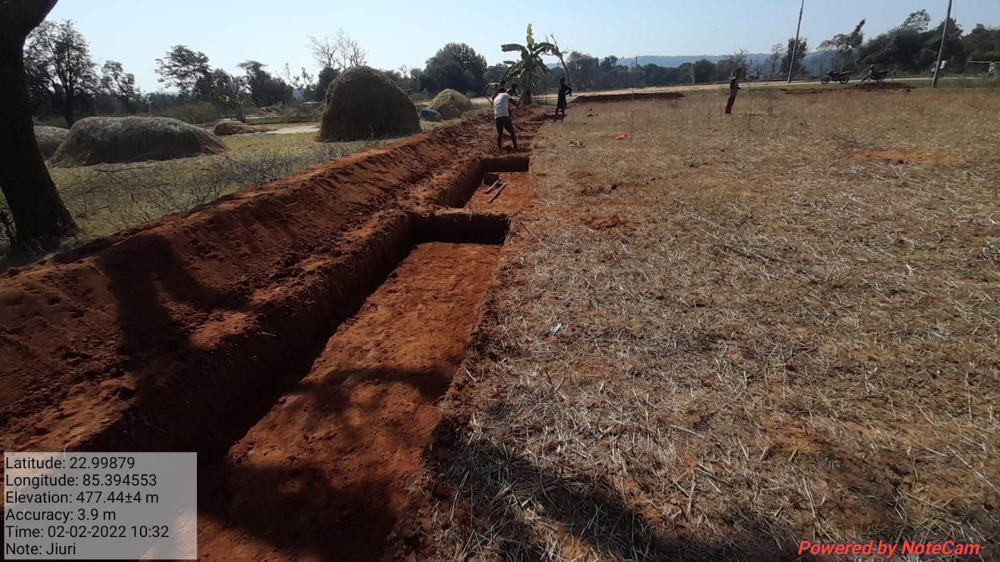 Latitude: 22.99879
Longitude: 85.394553
Elevation: 477.44±4 m
Accuracy: 3.9 m
Time: 02-02-2022 10:32
Note: Jiuri
Powered by NoteCam